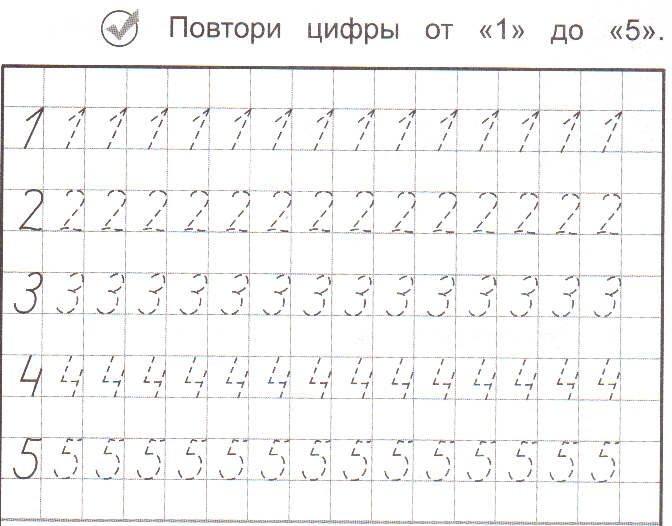 Повтори цифры от «1» до «5».
1 1 1 1 1 1 1 1 1 1 1 1 1 1 1
2 2 2 2 2 2 2 2 2 2 2 2 2 2 2
3 3 3 3 3 3 3 3 3 3 3 3 3 3 3
4 4 4 4 4 4 4 4 4 4 4 4 4 4 4
5 5 5 5 5 5 5 5 5 5 5 5 5 5 5